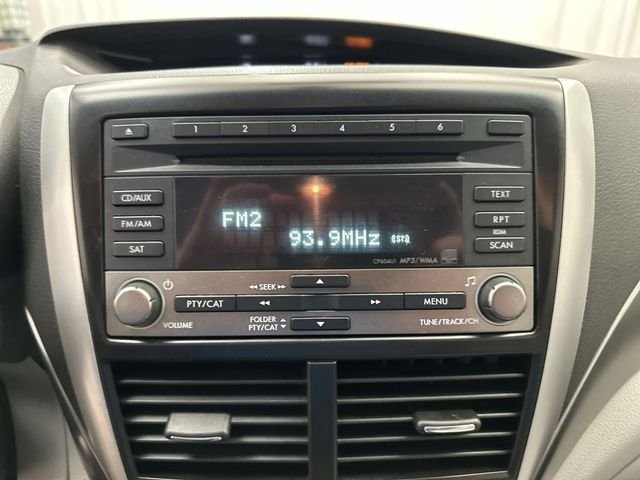 1 2 3 4 5 6
CD/AUX
TEXT
FM/AM
FM2
RPT
RDM
SAT
93.9MHz (ST)
SCAN
CP604U1 MP3/WMA
SEEK
PTY/CAT
MENU
VOLUME
FOLDER
PTY/CAT
TUNE/TRACK/CH